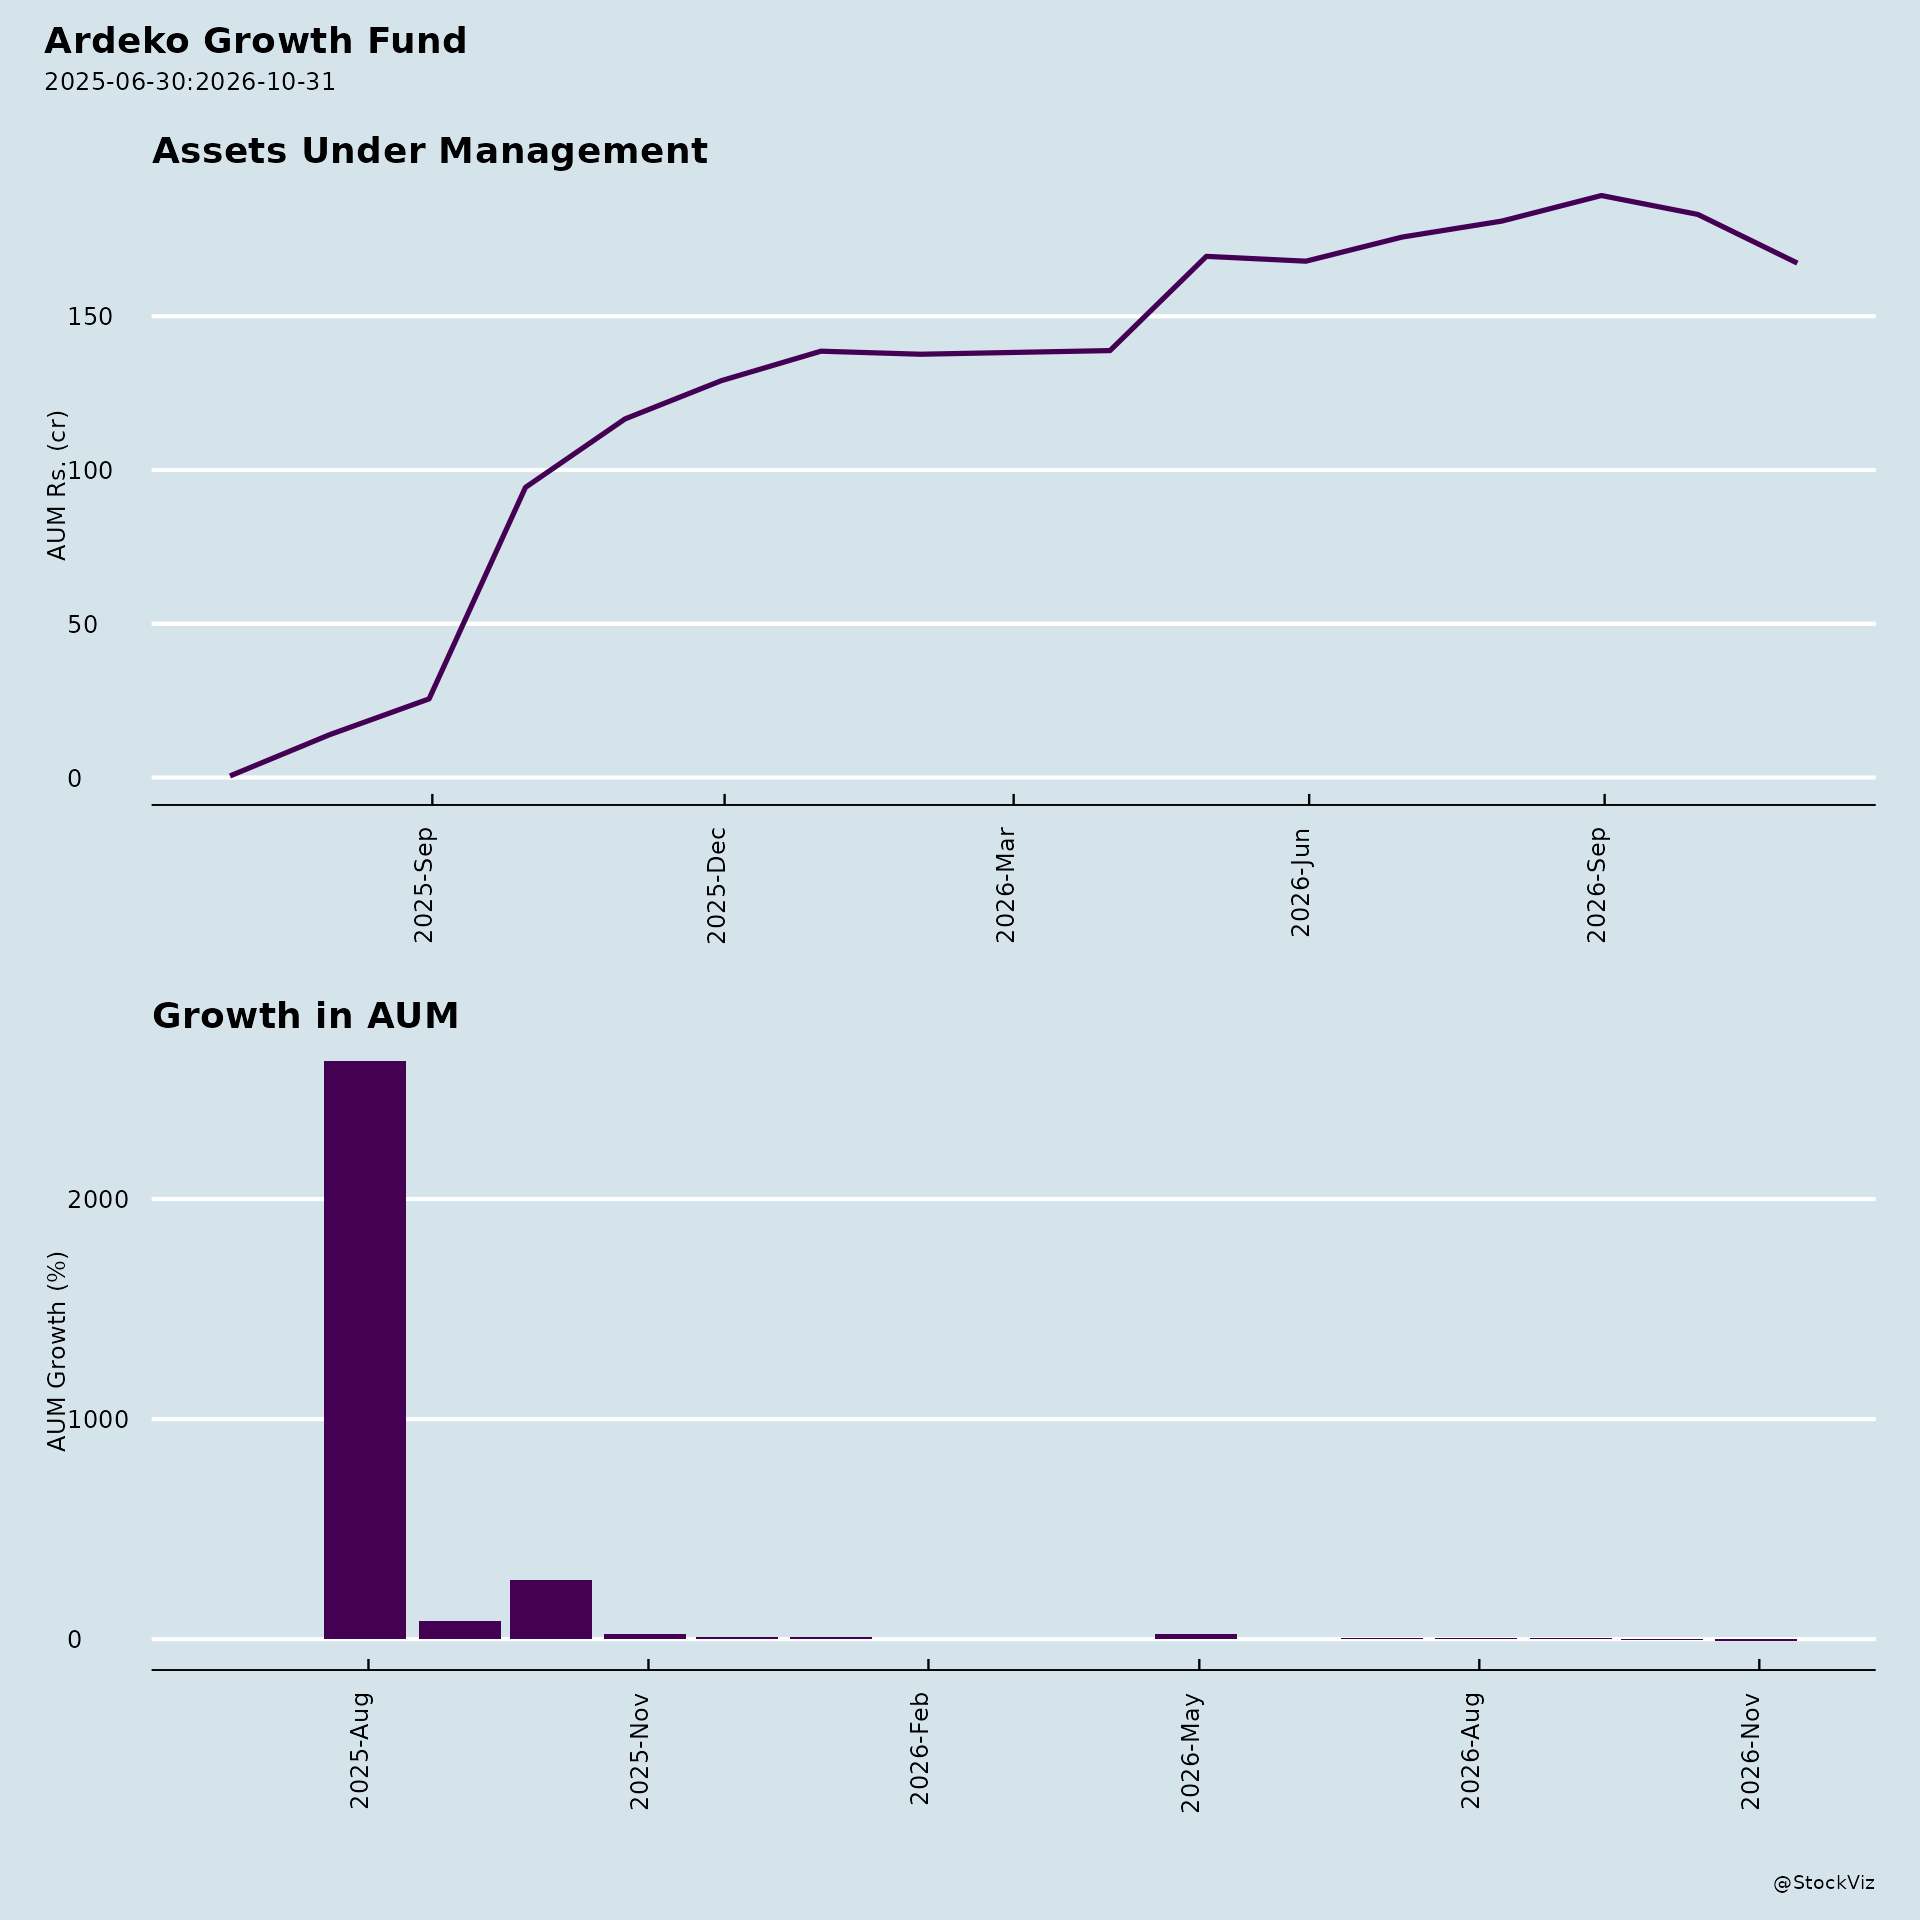 Ardeko Growth Fund
2025-06-30:2026-10-31
Assets Under Management
AUM Rs. (cr)
150
100
50
0
2025-Sep
2025-Dec
2026-Mar
2026-Jun
2026-Sep
Growth in AUM
AUM Growth (%)
2000
1000
0
2025-Aug
2025-Nov
2026-Feb
2026-May
2026-Aug
2026-Nov
@StockViz